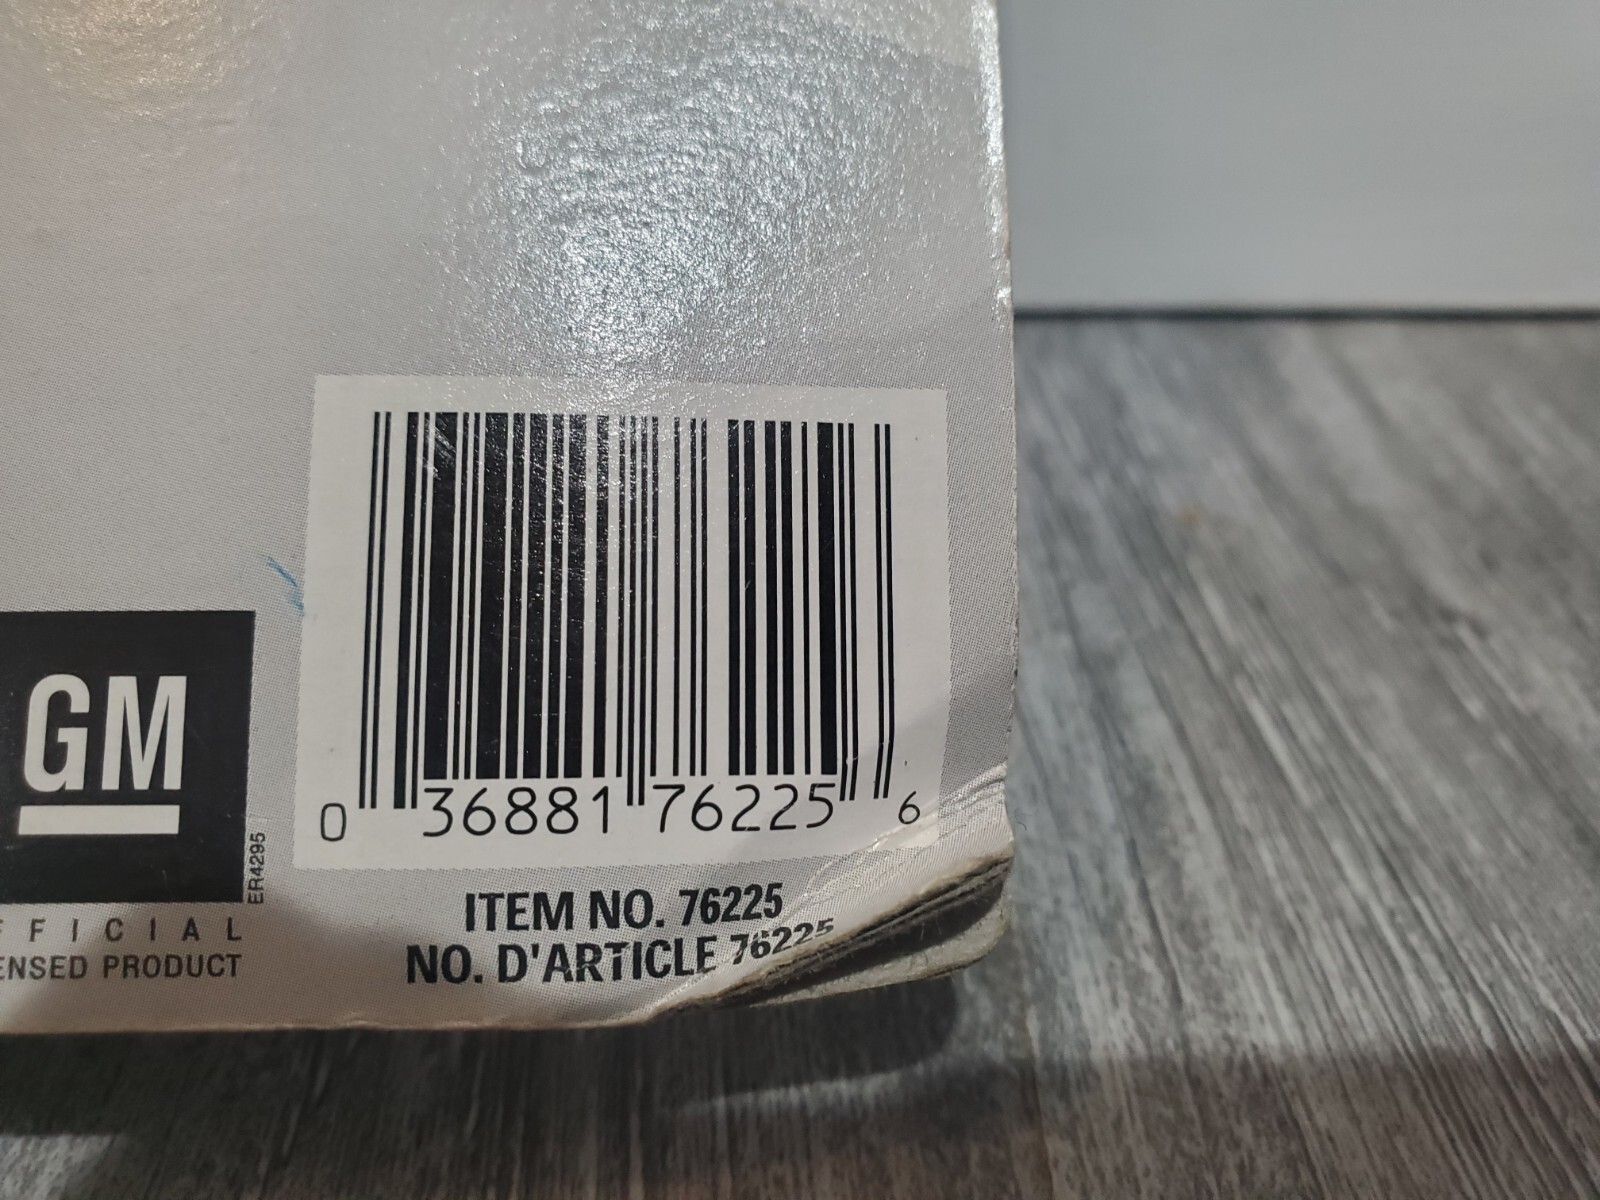 0 36881 76225 6
ITEM NO. 76225
NO. D'ARTICLE 76225
GM
ER4295
FFICIAL
ENSED PRODUCT